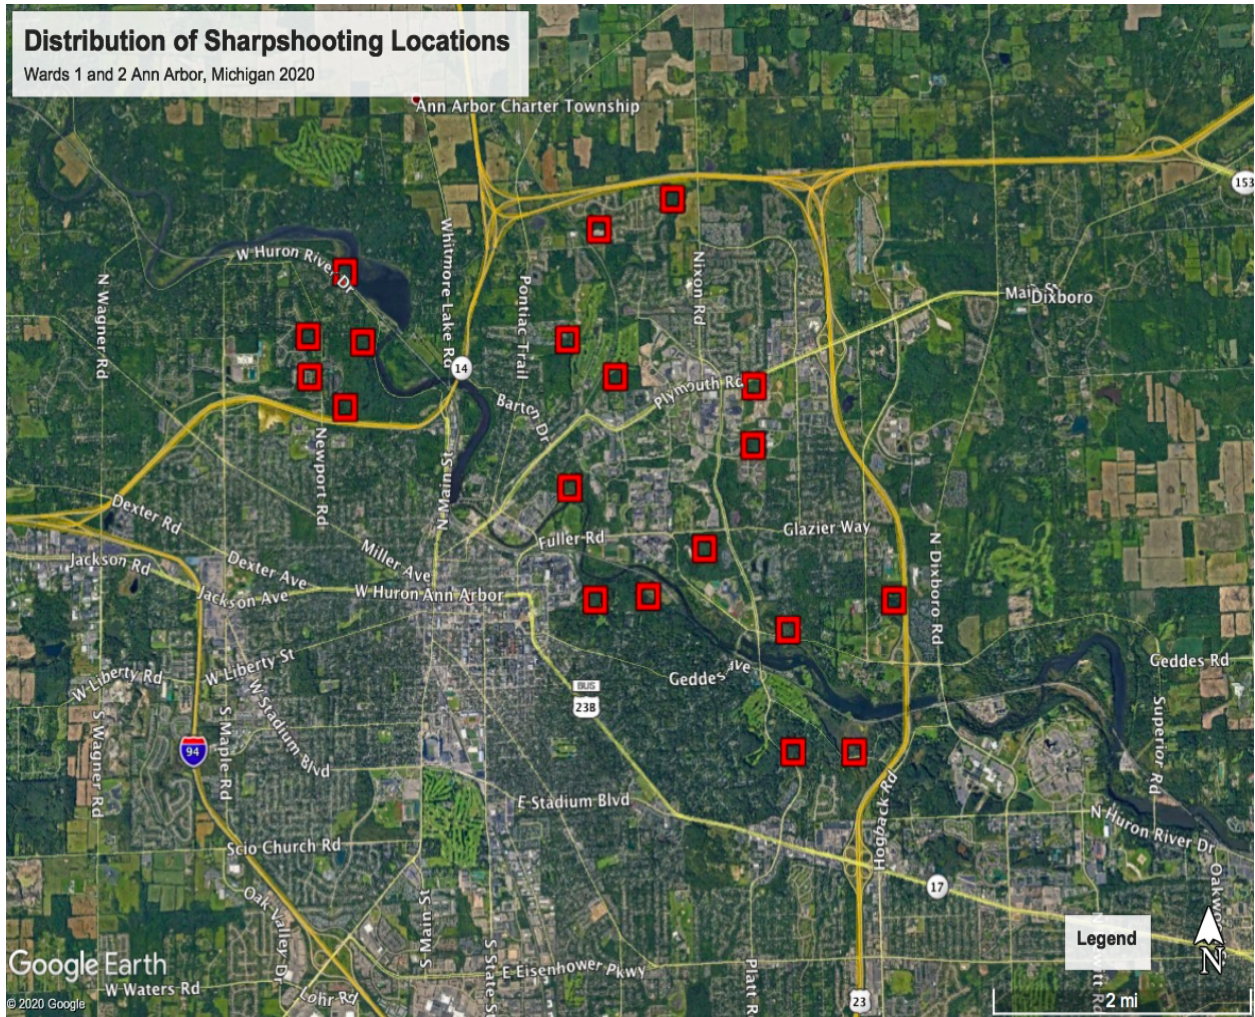 Distribution of Sharpshooting Locations
Wards 1 and 2 Ann Arbor, Michigan 2020
Ann Arbor Charter Township
153
W Huron River Dr
Whitmore Lake Rd
Pontiac Trail
Nixon Rd
N Wagner Rd
Main St
Dixboro
14
Barton Dr
Plymouth Rd
Newport Rd
N Main St
Dexter Rd
Fuller Rd
Glazier Way
N Dixboro Rd
Jackson Rd
Dexter Ave
Miller Ave
Jackson Ave
W Huron
Ann Arbor
W Liberty St
W Liberty Rd
Geddes Ave
Geddes Rd
BUS
23B
S Wagner Rd
S Maple Rd
W Stadium Blvd
94
Superior Rd
E Stadium Blvd
Hogback Rd
N Huron River Dr
Scio Church Rd
17
Oak Valley Dr
S Main St
S State St
Legend
N
Google Earth
W Waters Rd
Lohr Rd
E Eisenhower Pkwy
Platt R
© 2020 Google
23
2 mi